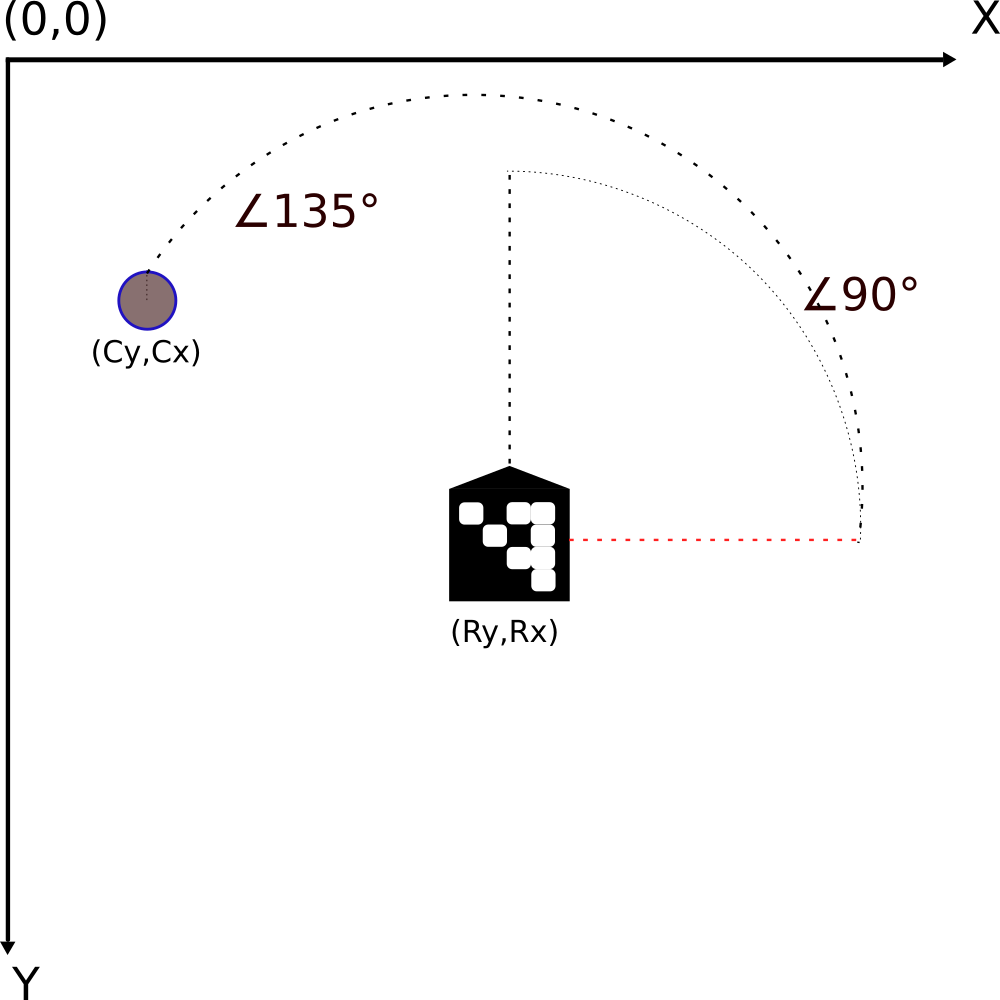 (0,0)
X
∠135°
∠90°
(Cy,Cx)
(Ry,Rx)
Y